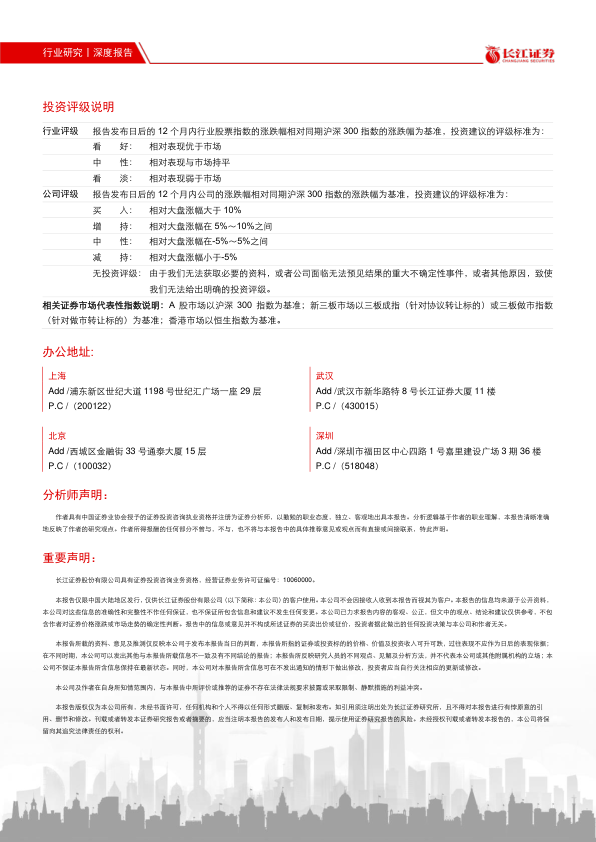 行业研究丨深度报告
长江证券
CHANGJIANG SECURITIES
投资评级说明
行业评级 报告发布日后的 12 个月内行业股票指数的涨跌幅相对同期沪深 300 指数的涨跌幅为基准，投资建议的评级标准为：
看 好： 相对表现优于市场
中 性： 相对表现与市场持平
看 淡： 相对表现弱于市场
公司评级 报告发布日后的 12 个月内公司的涨跌幅相对同期沪深 300 指数的涨跌幅为基准，投资建议的评级标准为：
买 入： 相对大盘涨幅大于 10%
增 持： 相对大盘涨幅在 5%～10%之间
中 性： 相对大盘涨幅在-5%～5%之间
减 持： 相对大盘涨幅小于-5%
无投资评级： 由于我们无法获取必要的资料，或者公司面临无法预见结果的重大不确定性事件，或者其他原因，致使
我们无法给出明确的投资评级。
相关证券市场代表性指数说明：A 股市场以沪深 300 指数为基准；新三板市场以三板成指（针对协议转让标的）或三板做市指数
（针对做市转让标的）为基准；香港市场以恒生指数为基准。
办公地址:
上海
Add /浦东新区世纪大道 1198 号世纪汇广场一座 29 层
P.C /（200122）
武汉
Add /武汉市新华路特 8 号长江证券大厦 11 楼
P.C /（430015）
北京
Add /西城区金融街 33 号通泰大厦 15 层
P.C /（100032）
深圳
Add /深圳市福田区中心四路 1 号嘉里建设广场 3 期 36 楼
P.C /（518048）
分析师声明：
作者具有中国证券业协会授予的证券投资咨询执业资格并注册为证券分析师，以勤勉的职业态度，独立、客观地出具本报告。分析逻辑基于作者的职业理解，本报告清晰准确
地反映了作者的研究观点。作者所得报酬的任何部分不曾与，不与，也不将与本报告中的具体推荐意见或观点而有直接或间接联系，特此声明。
重要声明：
长江证券股份有限公司具有证券投资咨询业务资格，经营证券业务许可证编号：10060000。
本报告仅限中国大陆地区发行，仅供长江证券股份有限公司（以下简称：本公司）的客户使用。本公司不会因接收人收到本报告而视其为客户。本报告的信息均来源于公开资料，
本公司对这些信息的准确性和完整性不作任何保证，也不保证所包含信息和建议不发生任何变更。本公司已力求报告内容的客观、公正，但文中的观点、结论和建议仅供参考，不包
含作者对证券价格涨跌或市场走势的确定性判断。报告中的信息或意见并不构成所述证券的买卖出价或征价，投资者据此做出的任何投资决策与本公司和作者无关。
本报告所载的资料、意见及推测仅反映本公司于发布本报告当日的判断，本报告所指的证券或投资标的的价格、价值及投资收入可升可跌，过往表现不应作为日后的表现依据；
在不同时期，本公司可以发出其他与本报告所载信息不一致及有不同结论的报告；本报告所反映研究人员的不同观点、见解及分析方法，并不代表本公司或其他附属机构的立场；本
公司不保证本报告所含信息保持在最新状态。同时，本公司对本报告所含信息可在不发出通知的情形下做出修改，投资者应当自行关注相应的更新或修改。
本公司及作者在自身所知情范围内，与本报告中所评价或推荐的证券不存在法律法规要求披露或采取限制、静默措施的利益冲突。
本报告版权仅为本公司所有，未经书面许可，任何机构和个人不得以任何形式翻版、复制和发布。如引用须注明出处为长江证券研究所，且不得对本报告进行有悖原意的引
用、删节和修改。刊载或者转发本证券研究报告或者摘要的，应当注明本报告的发布人和发布日期，提示使用证券研究报告的风险。未经授权刊载或者转发本报告的，本公司将保
留向其追究法律责任的权利。